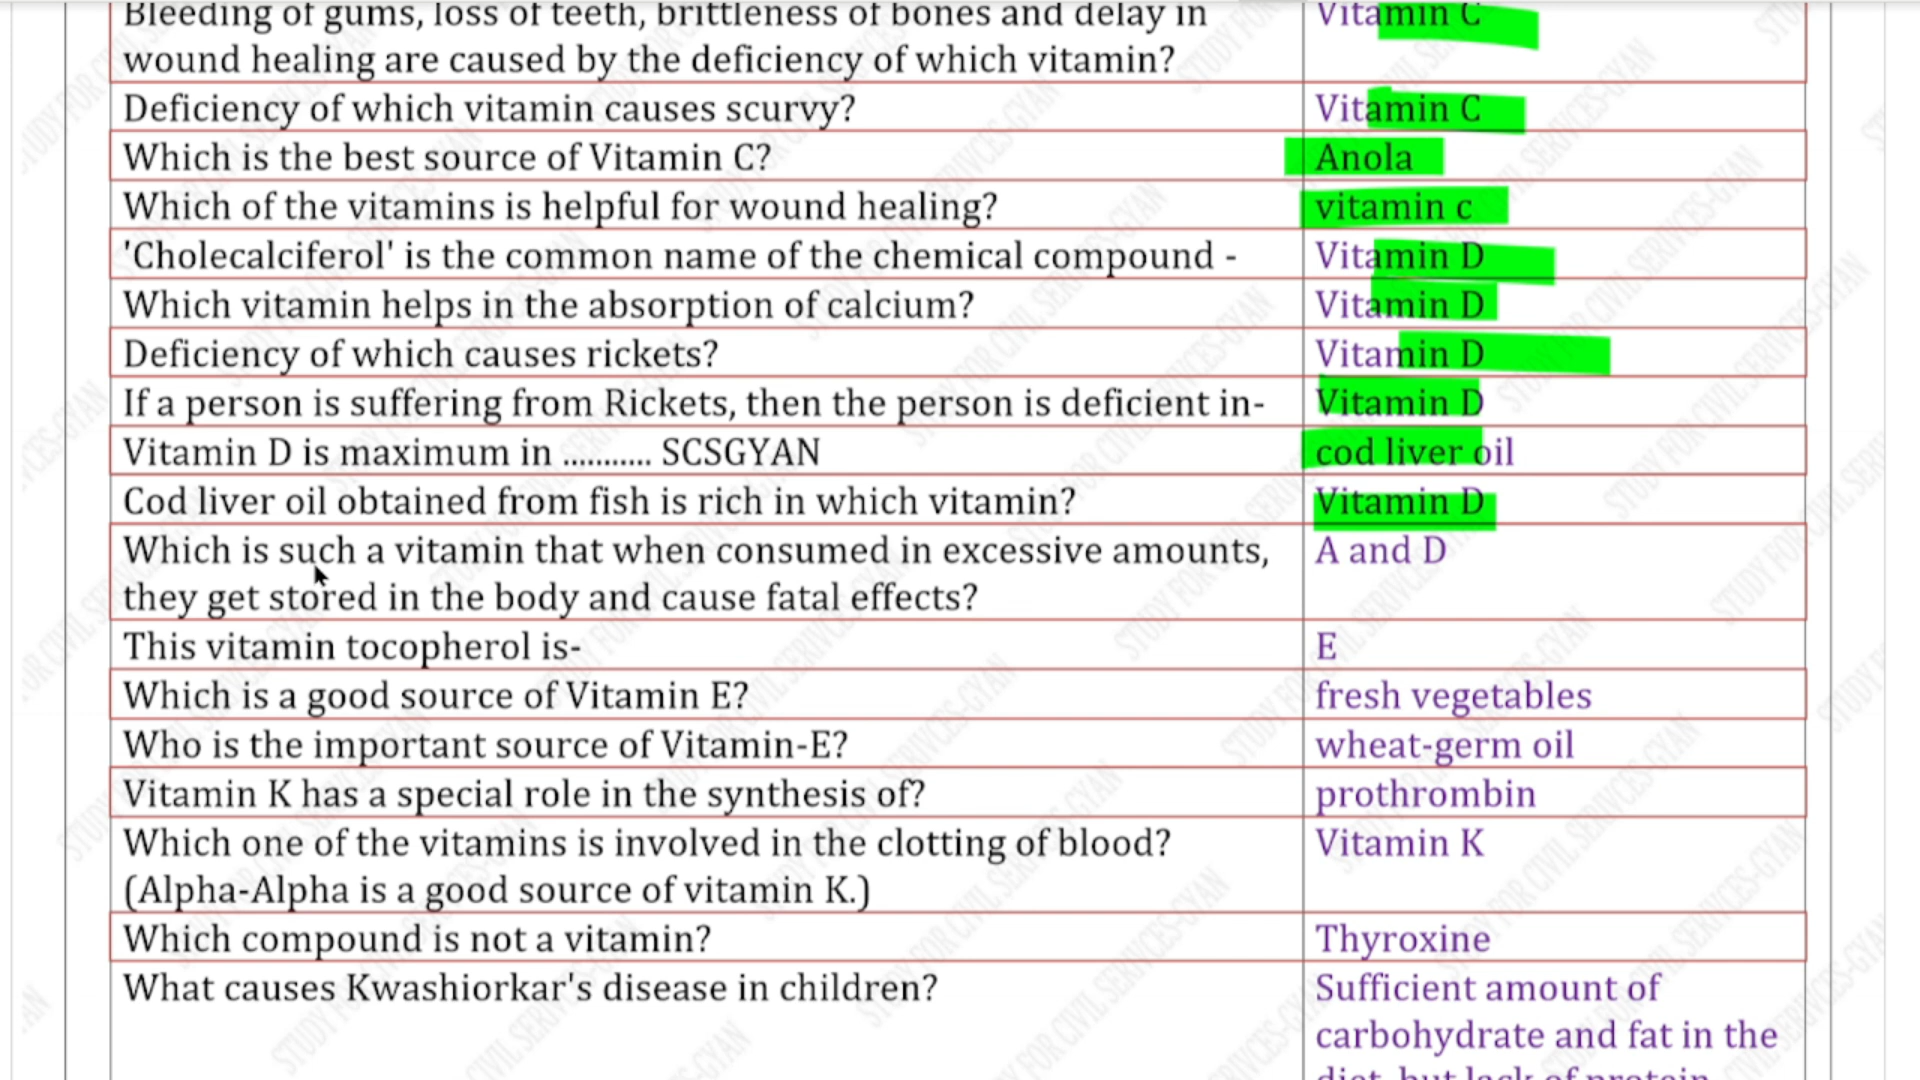 Bleeding of gums, loss of teeth, brittleness of bones and delay in
wound healing are caused by the deficiency of which vitamin?
Vitamin C
Deficiency of which vitamin causes scurvy?
Vitamin C
Which is the best source of Vitamin C?
Anola
Which of the vitamins is helpful for wound healing?
vitamin c
'Cholecalciferol' is the common name of the chemical compound -
Vitamin D
Which vitamin helps in the absorption of calcium?
Vitamin D
Deficiency of which causes rickets?
Vitamin D
If a person is suffering from Rickets, then the person is deficient in-
Vitamin D
Vitamin D is maximum in ........... SCSGYAN
cod liver oil
Cod liver oil obtained from fish is rich in which vitamin?
Vitamin D
Which is such a vitamin that when consumed in excessive amounts,
they get stored in the body and cause fatal effects?
A and D
This vitamin tocopherol is-
E
Which is a good source of Vitamin E?
fresh vegetables
Who is the important source of Vitamin-E?
wheat-germ oil
Vitamin K has a special role in the synthesis of?
prothrombin
Which one of the vitamins is involved in the clotting of blood?
(Alpha-Alpha is a good source of vitamin K.)
Vitamin K
Which compound is not a vitamin?
Thyroxine
What causes Kwashiorkar's disease in children?
Sufficient amount of
carbohydrate and fat in the
diet, but lack of protein